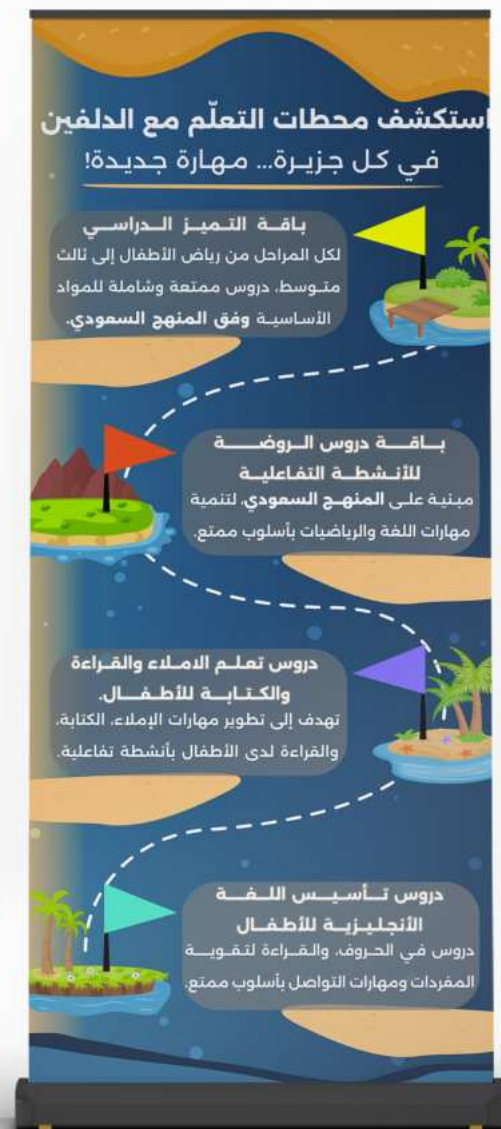 استكشف محطات التعلّم مع الدلفين
في كل جزيرة... مهارة جديدة!
باقة التميز الدراسي
لكل المراحل من رياض الأطفال إلى ثالث
متوسط، دروس ممتعة وشاملة للمواد
الأساسية وفق المنهج السعودي.
باقة دروس الروضة
للأنشطة التفاعلية
مبنية على المنهج السعودي، لتنمية
مهارات اللغة والرياضيات بأسلوب ممتع.
دروس تعلم الاملاء والقراءة
والكتابة للأطفال.
تهدف إلى تطوير مهارات الإملاء، الكتابة،
والقراءة لدى الأطفال بأنشطة تفاعلية.
دروس تأسيس اللغة
الأنجليزية للأطفال
دروس في الحروف، والقراءة لتقوية
المفردات ومهارات التواصل بأسلوب ممتع.